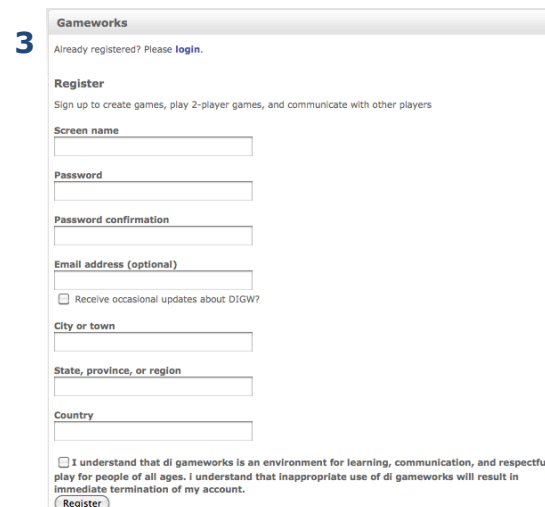 Gameworks
3
Already registered? Please login.
Register
Sign up to create games, play 2-player games, and communicate with other players
Screen name
Password
Password confirmation
Email address (optional)
Receive occasional updates about DIGW?
City or town
State, province, or region
Country
I understand that di gameworks is an environment for learning, communication, and respectfu
play for people of all ages. i understand that inappropriate use of di gameworks will result in
immediate termination of my account.
Register